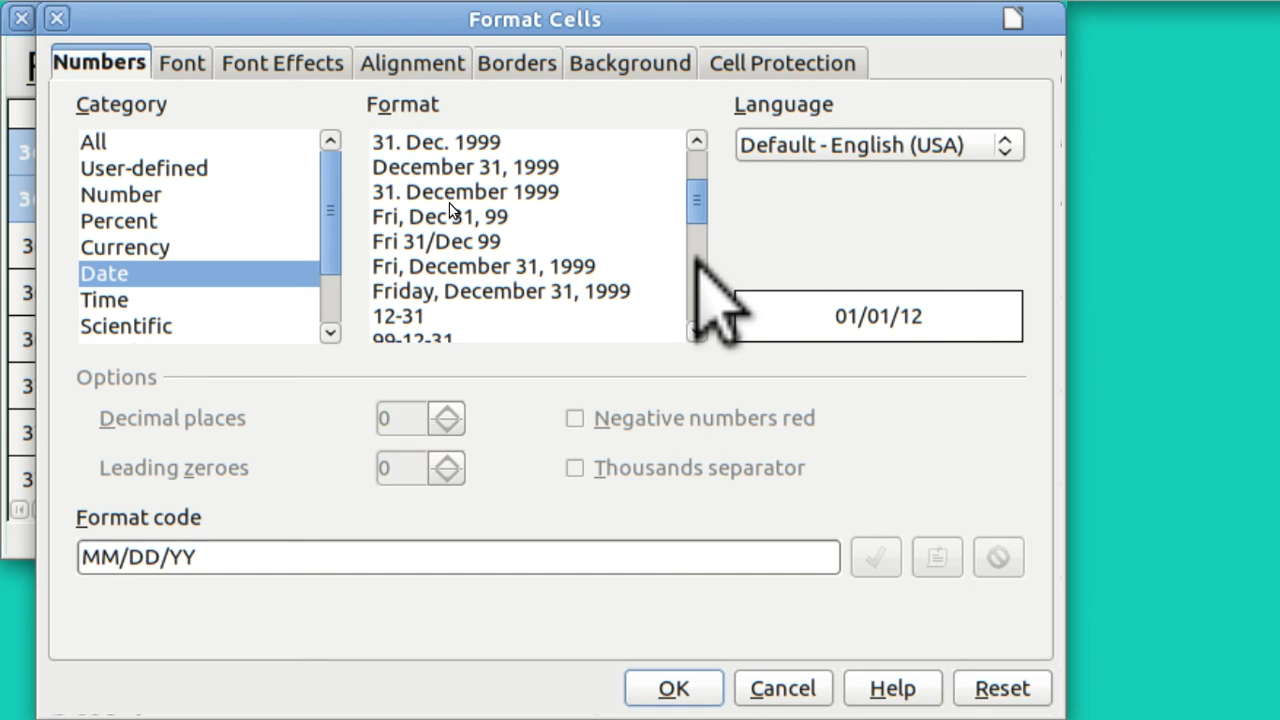 Format Cells
Numbers Font Font Effects Alignment Borders Background Cell Protection
Category
All
User-defined
Number
Percent
Currency
Date
Time
Scientific
Format
31. Dec. 1999
December 31, 1999
31. December 1999
Fri, Dec 31, 99
Fri 31/Dec 99
Fri, December 31, 1999
Friday, December 31, 1999
12-31
99-12-31
Language
Default - English (USA)
01/01/12
Options
Decimal places 0
Leading zeroes 0
Negative numbers red
Thousands separator
Format code
MM/DD/YY
OK Cancel Help Reset